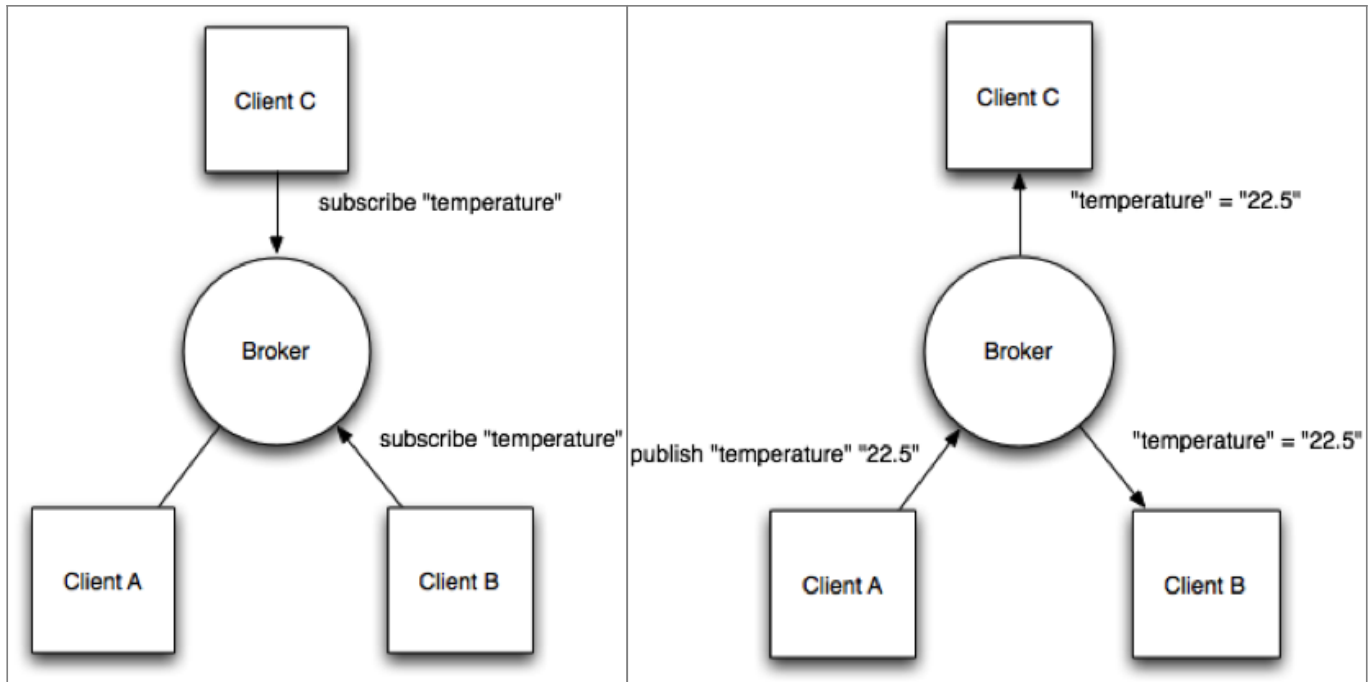 Client C
subscribe "temperature"
Broker
subscribe "temperature"
Client A
Client B
Client C
"temperature" = "22.5"
Broker
"temperature" = "22.5"
publish "temperature" "22.5"
Client A
Client B